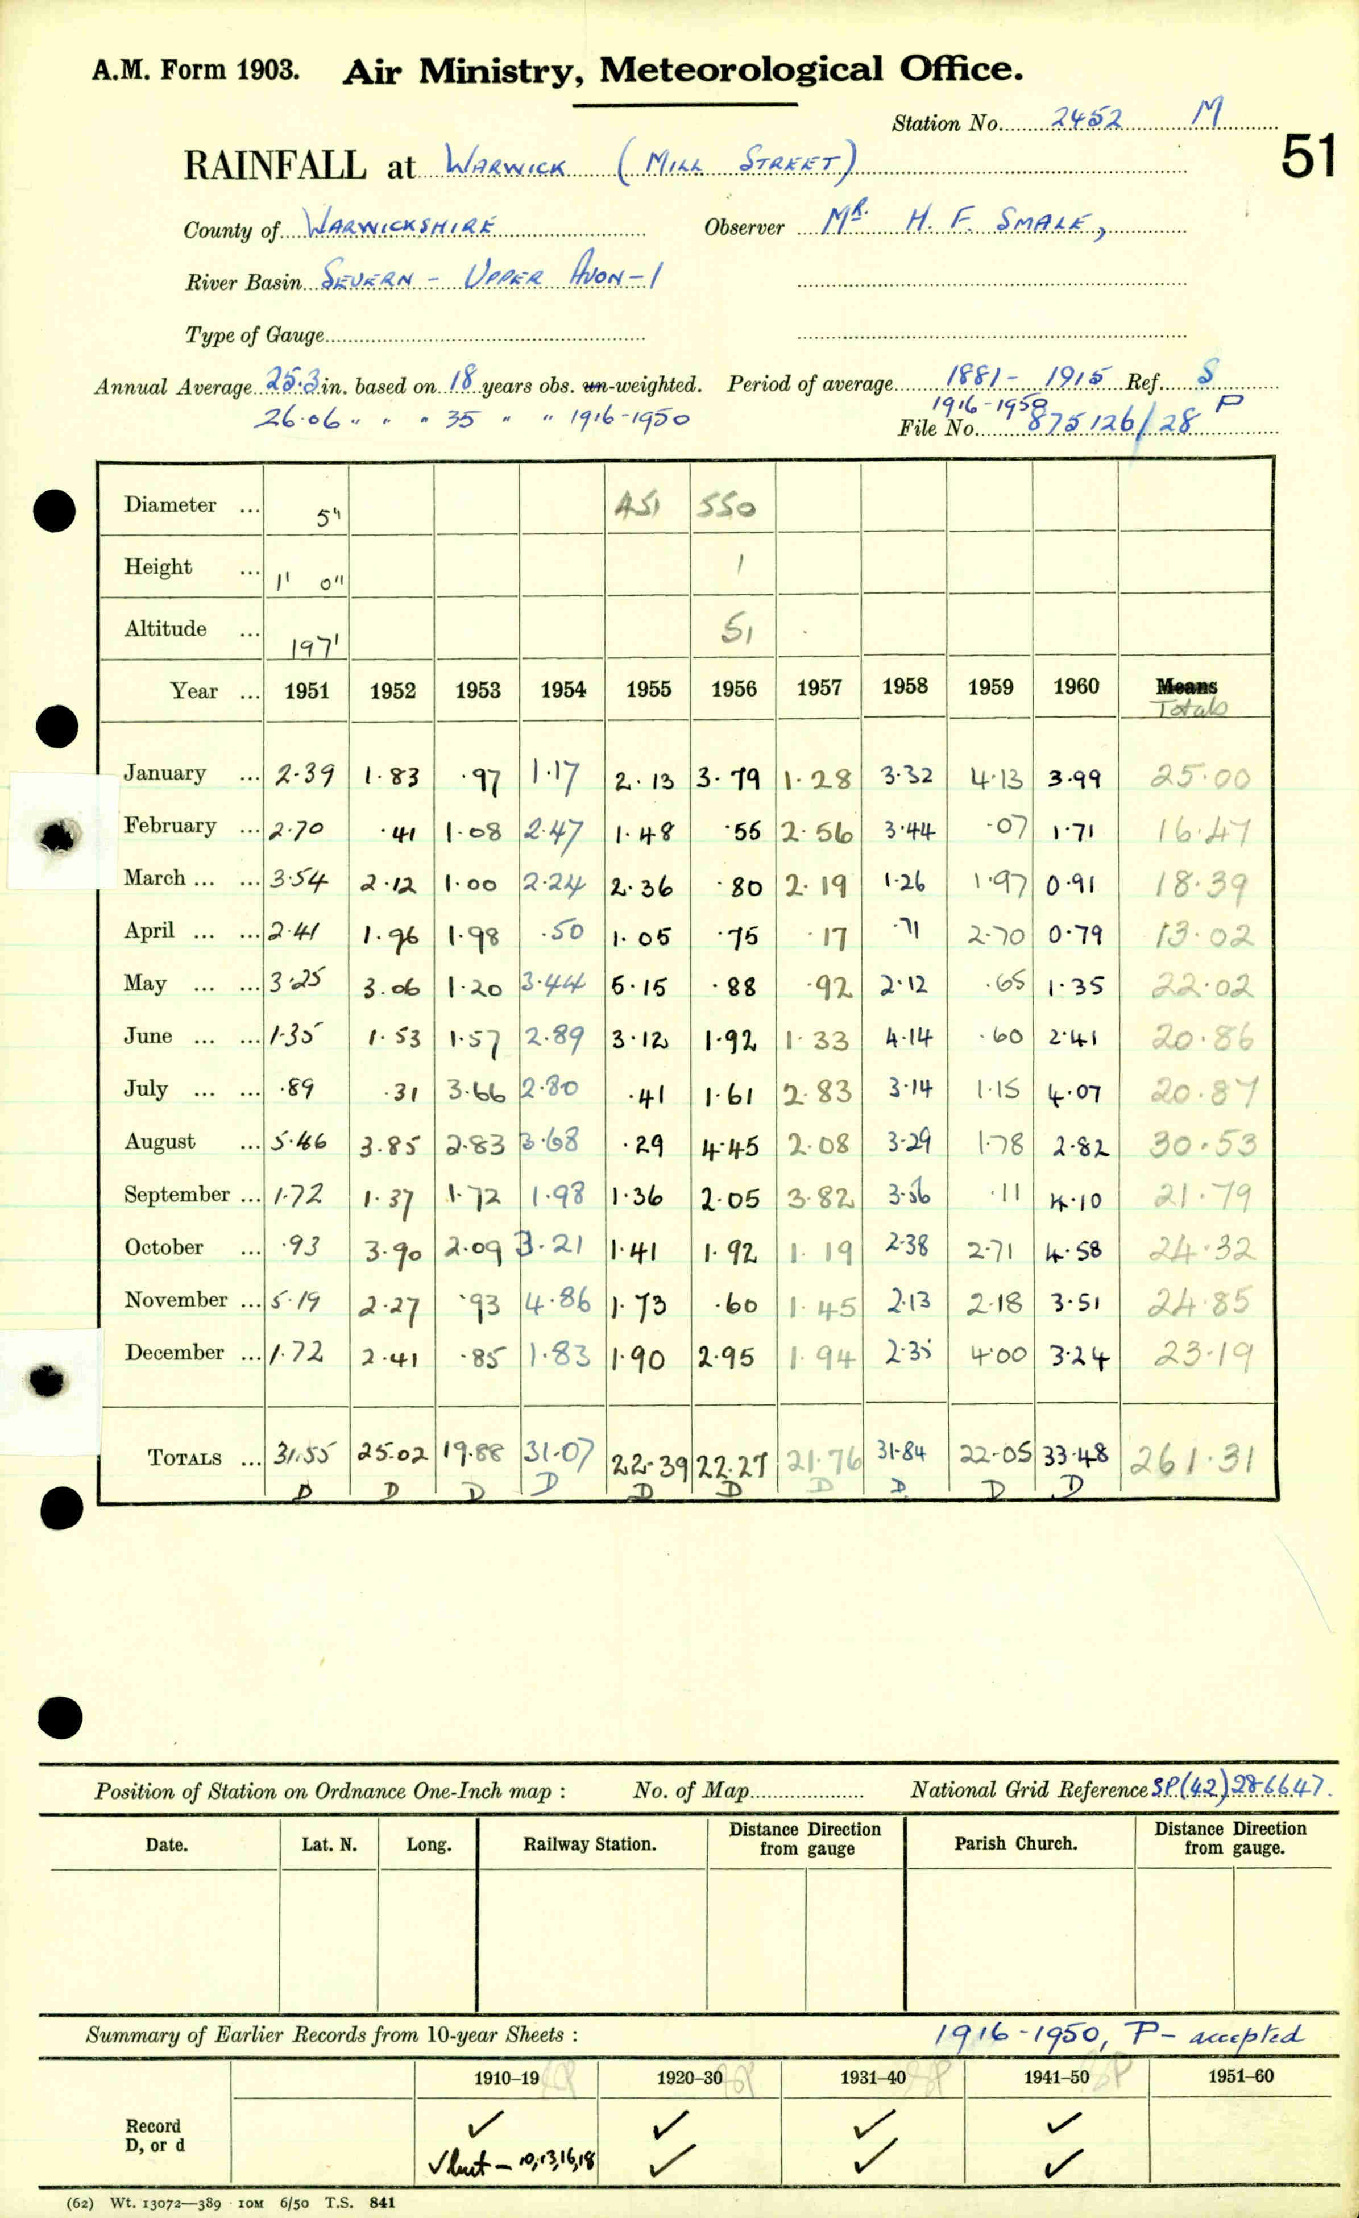 A.M. Form 1903. Air Ministry, Meteorological Office.
Station No. 2452 M
51
RAINFALL at WARWICK (MILL STREET)
County of WARWICKSHIRE Observer MR. H. F. SMALE,
River Basin SEVERN - UPPER AVON-1
Type of Gauge
Annual Average 25.3 in. based on 18 years obs. un-weighted. Period of average 1881 - 1915 Ref. S
26.06 " " " 35 " " 1916-1950 1916-1950 P
File No. 875126/28
Diameter ... 5" 451 550
Height ... 1' 0" 1
Altitude ... 197' 51
Year ... 1951 1952 1953 1954 1955 1956 1957 1958 1959 1960 Means
Totals
January ... 2.39 1.83 .97 1.17 2.13 3.79 1.28 3.32 4.13 3.99 25.00
February ... 2.70 .41 1.08 2.47 1.48 .55 2.56 3.44 .07 1.71 16.47
March ... ... 3.54 2.12 1.00 2.24 2.36 .80 2.19 1.26 1.97 0.91 18.39
April ... ... 2.41 1.96 1.98 .50 1.05 .75 .17 .71 2.70 0.79 13.02
May ... ... 3.25 3.06 1.20 3.44 5.15 .88 .92 2.12 .65 1.35 22.02
June ... ... 1.35 1.53 1.57 2.89 3.12 1.92 1.33 4.14 .60 2.41 20.86
July ... ... .89 .31 3.66 2.80 .41 1.61 2.83 3.14 1.15 4.07 20.87
August ... 5.46 3.85 2.83 3.68 .29 4.45 2.08 3.29 1.78 2.82 30.53
September ... 1.72 1.37 1.72 1.98 1.36 2.05 3.82 3.56 .11 4.10 21.79
October ... .93 3.90 2.09 3.21 1.41 1.92 1.19 2.38 2.71 4.58 24.32
November ... 5.19 2.27 .93 4.86 1.73 .60 1.45 2.13 2.18 3.51 24.85
December ... 1.72 2.41 .85 1.83 1.90 2.95 1.94 2.35 4.00 3.24 23.19
TOTALS ... 31.55 25.02 19.88 31.07 22.39 22.27 21.76 31.84 22.05 33.48 261.31
D D D D D D D D D D
Position of Station on Ordnance One-Inch map : No. of Map National Grid Reference SP(42)286647.
Date. Lat. N. Long. Railway Station. Distance Direction from gauge Parish Church. Distance Direction from gauge.
Summary of Earlier Records from 10-year Sheets : 1916-1950, P- accepted
1910–19 1920–30 1931–40 1941–50 1951–60
Record ✓ ✓ ✓ ✓
D, or d ✓ but - 10,13,16,18 ✓ ✓ ✓
(62) Wt. 13072—389 10M 6/50 T.S. 841